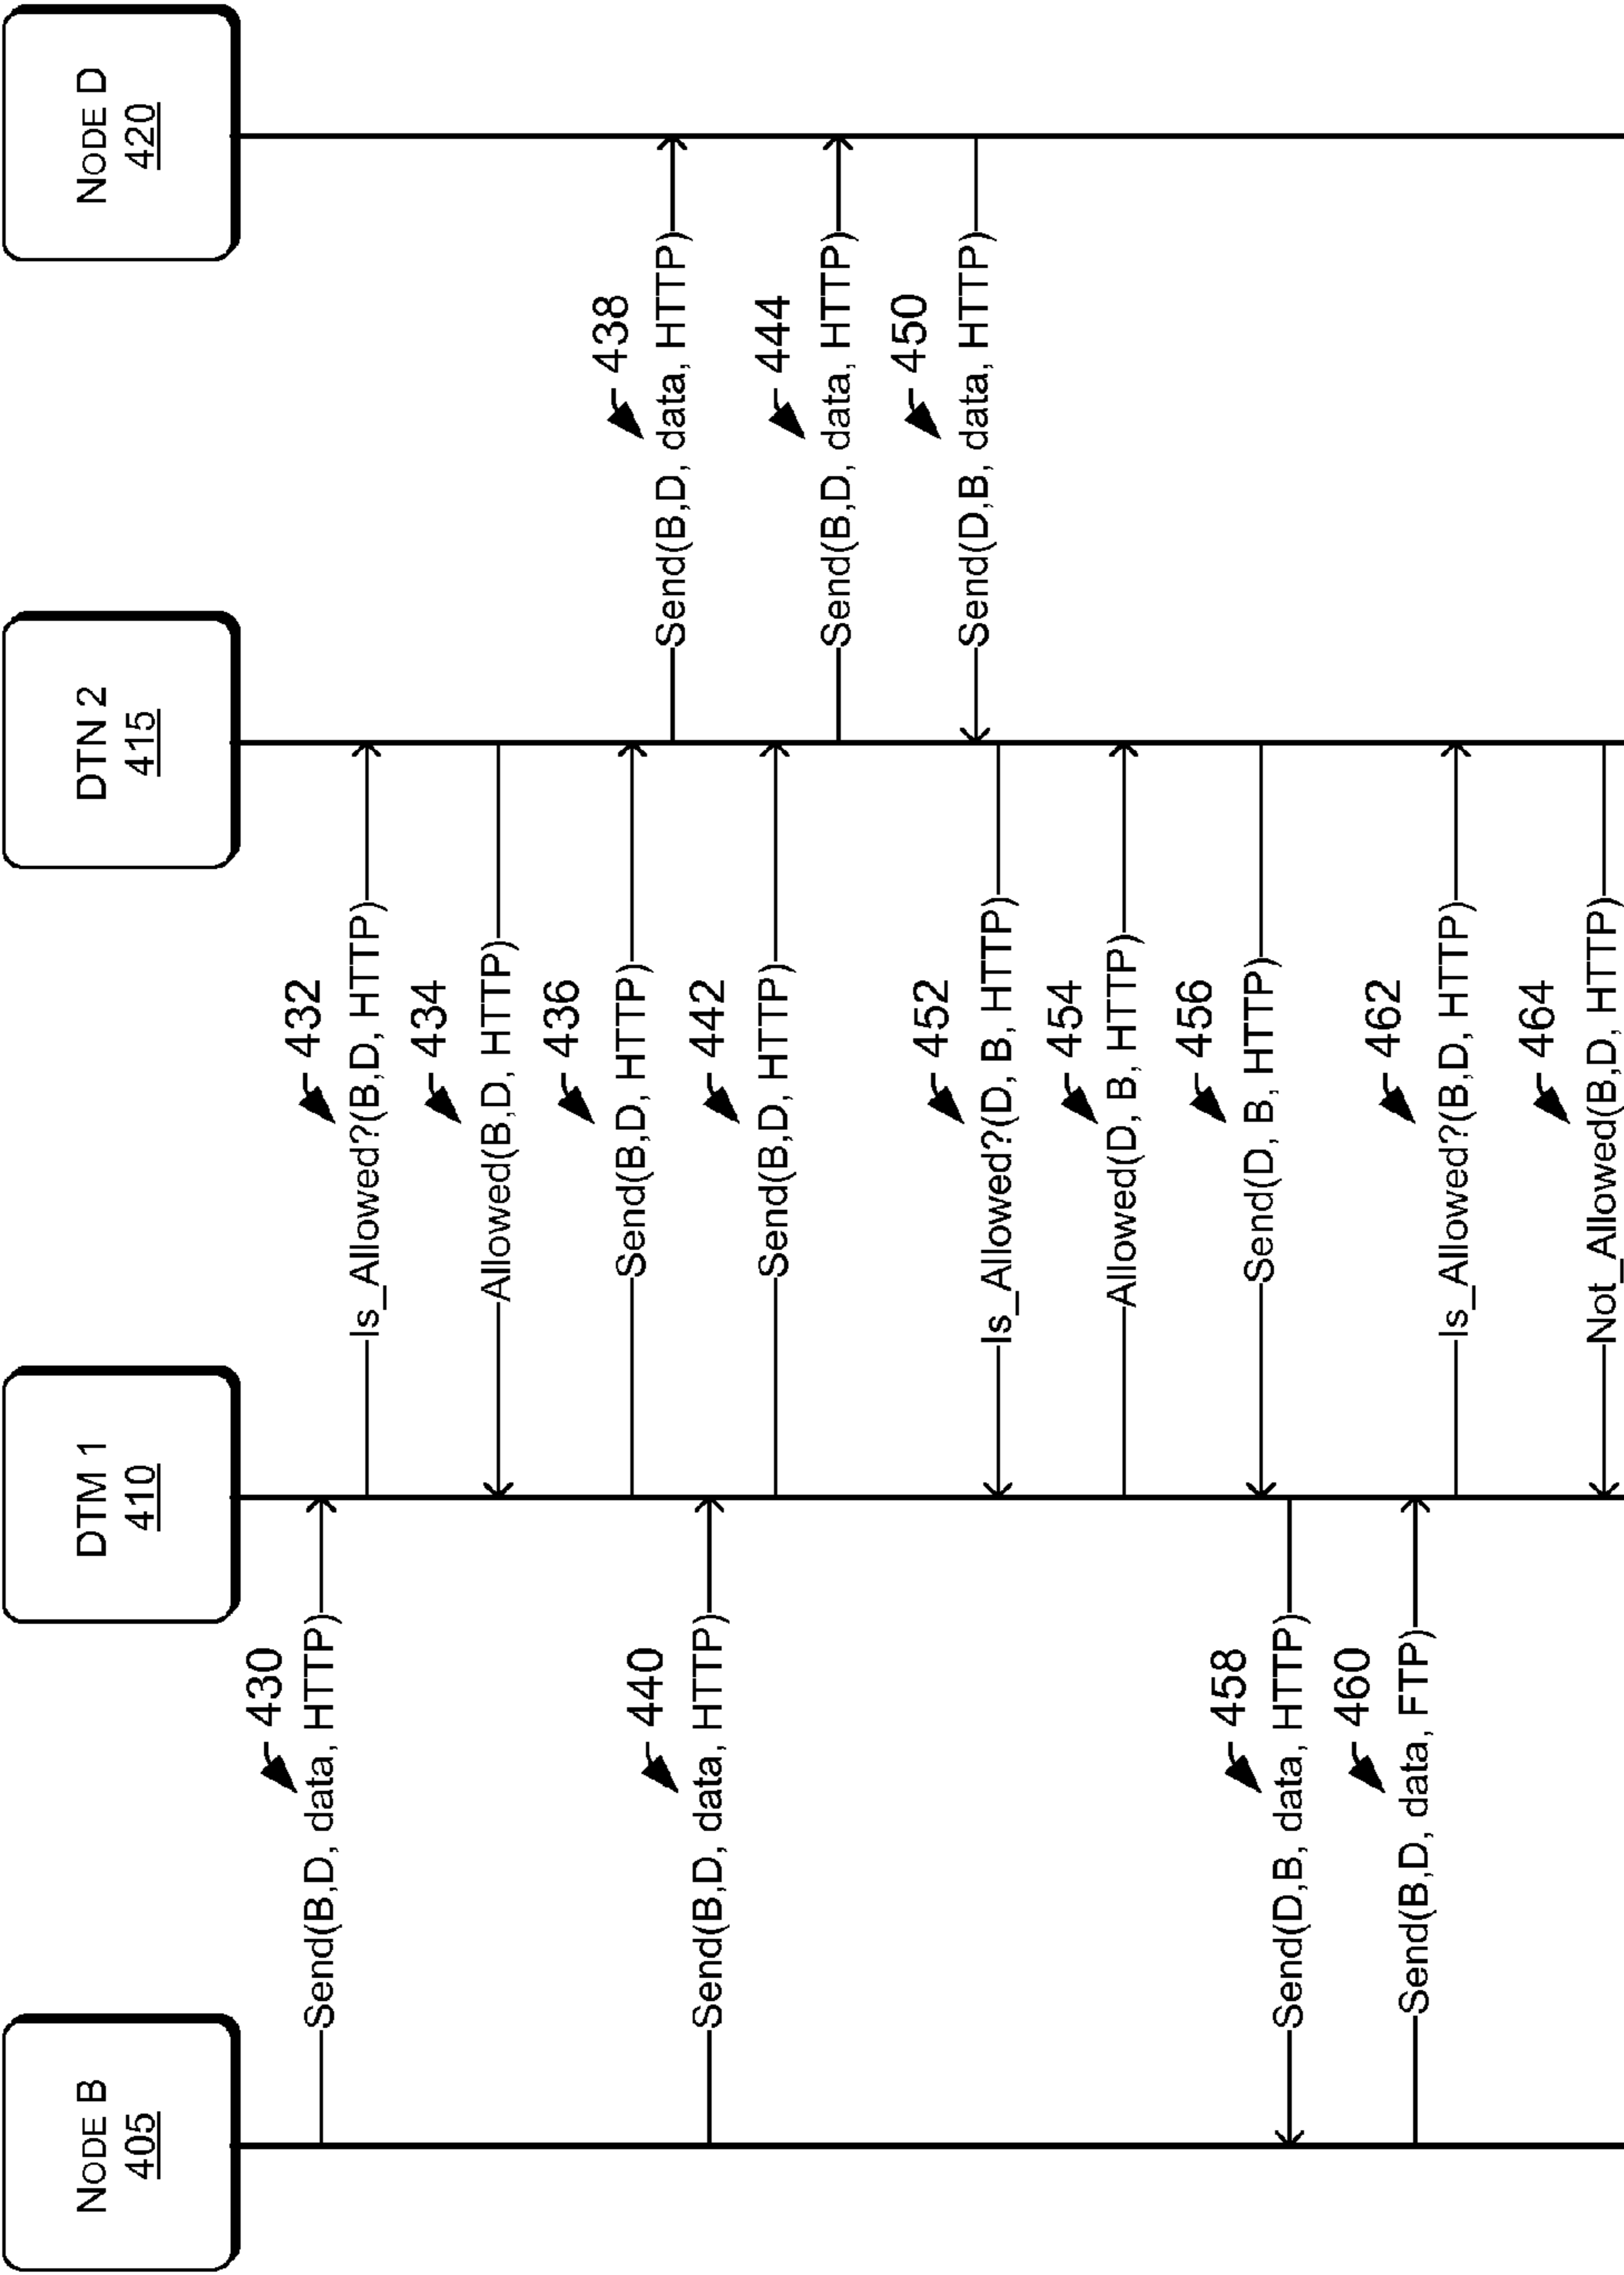 NODE B
405
DTM 1
410
DTN 2
415
NODE D
420
430
Send(B,D, data, HTTP)
432
Is_Allowed?(B,D, HTTP)
434
Allowed(B,D, HTTP)
436
Send(B,D, HTTP)
438
Send(B,D, data, HTTP)
440
Send(B,D, data, HTTP)
442
Send(B,D, HTTP)
444
Send(B,D, data, HTTP)
450
Send(D,B, data, HTTP)
452
Is_Allowed?(D, B, HTTP)
454
Allowed(D, B, HTTP)
456
Send(D, B, HTTP)
458
Send(D,B, data, HTTP)
460
Send(B,D, data, FTP)
462
Is_Allowed?(B,D, HTTP)
464
Not_Allowed(B,D, HTTP)